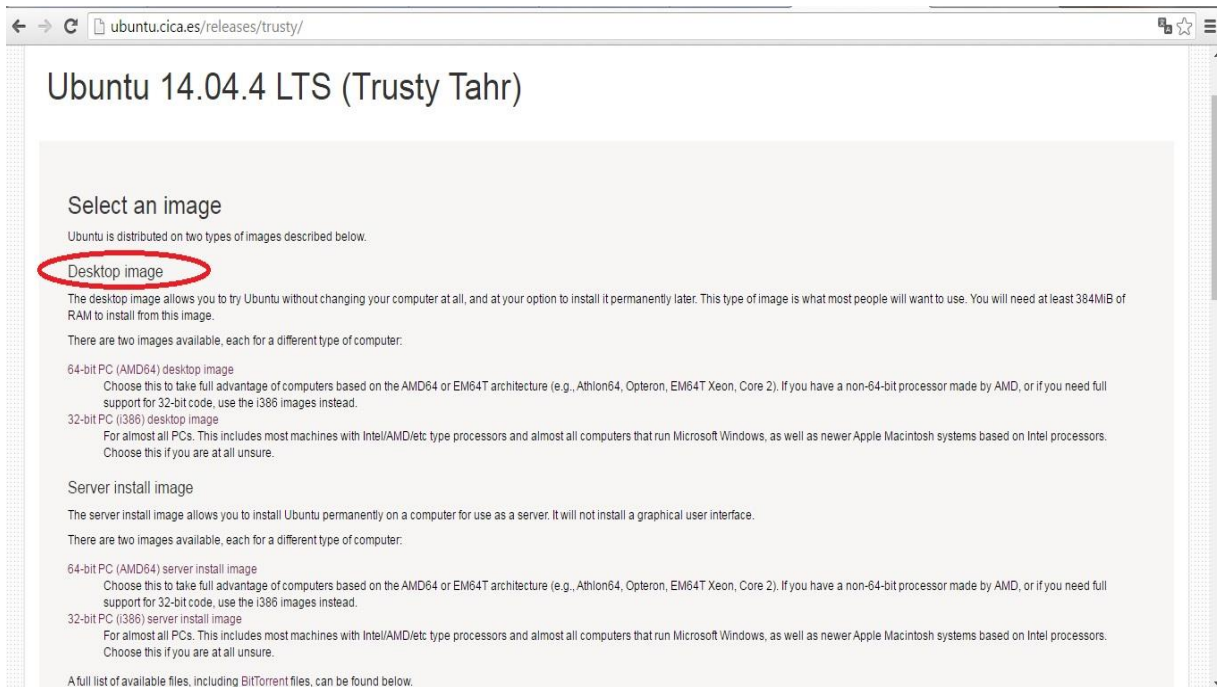 ubuntu.cica.es/releases/trusty/
Ubuntu 14.04.4 LTS (Trusty Tahr)
Select an image
Ubuntu is distributed on two types of images described below.
Desktop image
The desktop image allows you to try Ubuntu without changing your computer at all, and at your option to install it permanently later. This type of image is what most people will want to use. You will need at least 384MiB of
RAM to install from this image.
There are two images available, each for a different type of computer:
64-bit PC (AMD64) desktop image
Choose this to take full advantage of computers based on the AMD64 or EM64T architecture (e.g., Athlon64, Opteron, EM64T Xeon, Core 2). If you have a non-64-bit processor made by AMD, or if you need full
support for 32-bit code, use the i386 images instead.
32-bit PC (i386) desktop image
For almost all PCs. This includes most machines with Intel/AMD/etc type processors and almost all computers that run Microsoft Windows, as well as newer Apple Macintosh systems based on Intel processors.
Choose this if you are at all unsure.
Server install image
The server install image allows you to install Ubuntu permanently on a computer for use as a server. It will not install a graphical user interface.
There are two images available, each for a different type of computer:
64-bit PC (AMD64) server install image
Choose this to take full advantage of computers based on the AMD64 or EM64T architecture (e.g., Athlon64, Opteron, EM64T Xeon, Core 2). If you have a non-64-bit processor made by AMD, or if you need full
support for 32-bit code, use the i386 images instead.
32-bit PC (i386) server install image
For almost all PCs. This includes most machines with Intel/AMD/etc type processors and almost all computers that run Microsoft Windows, as well as newer Apple Macintosh systems based on Intel processors.
Choose this if you are at all unsure.
A full list of available files, including BitTorrent files, can be found below.